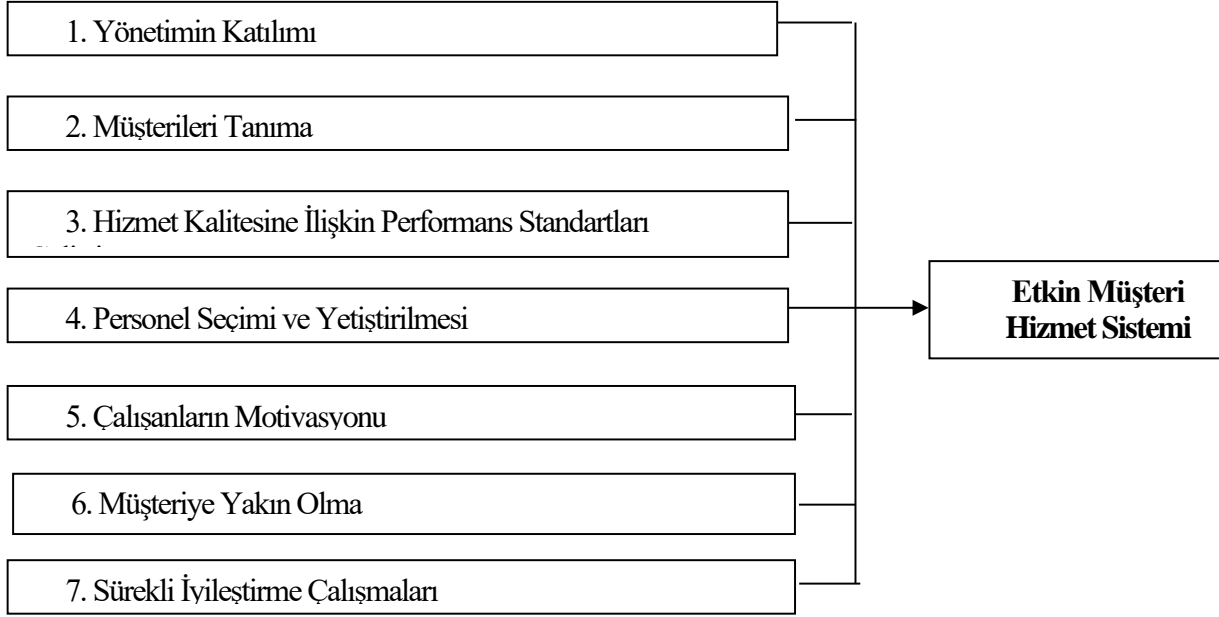 1. Yönetimin Katılımı
2. Müşterileri Tanıma
3. Hizmet Kalitesine İlişkin Performans Standartları
4. Personel Seçimi ve Yetiştirilmesi
5. Çalışanların Motivasyonu
6. Müşteriye Yakın Olma
7. Sürekli İyileştirme Çalışmaları
Etkin Müşteri
Hizmet Sistemi